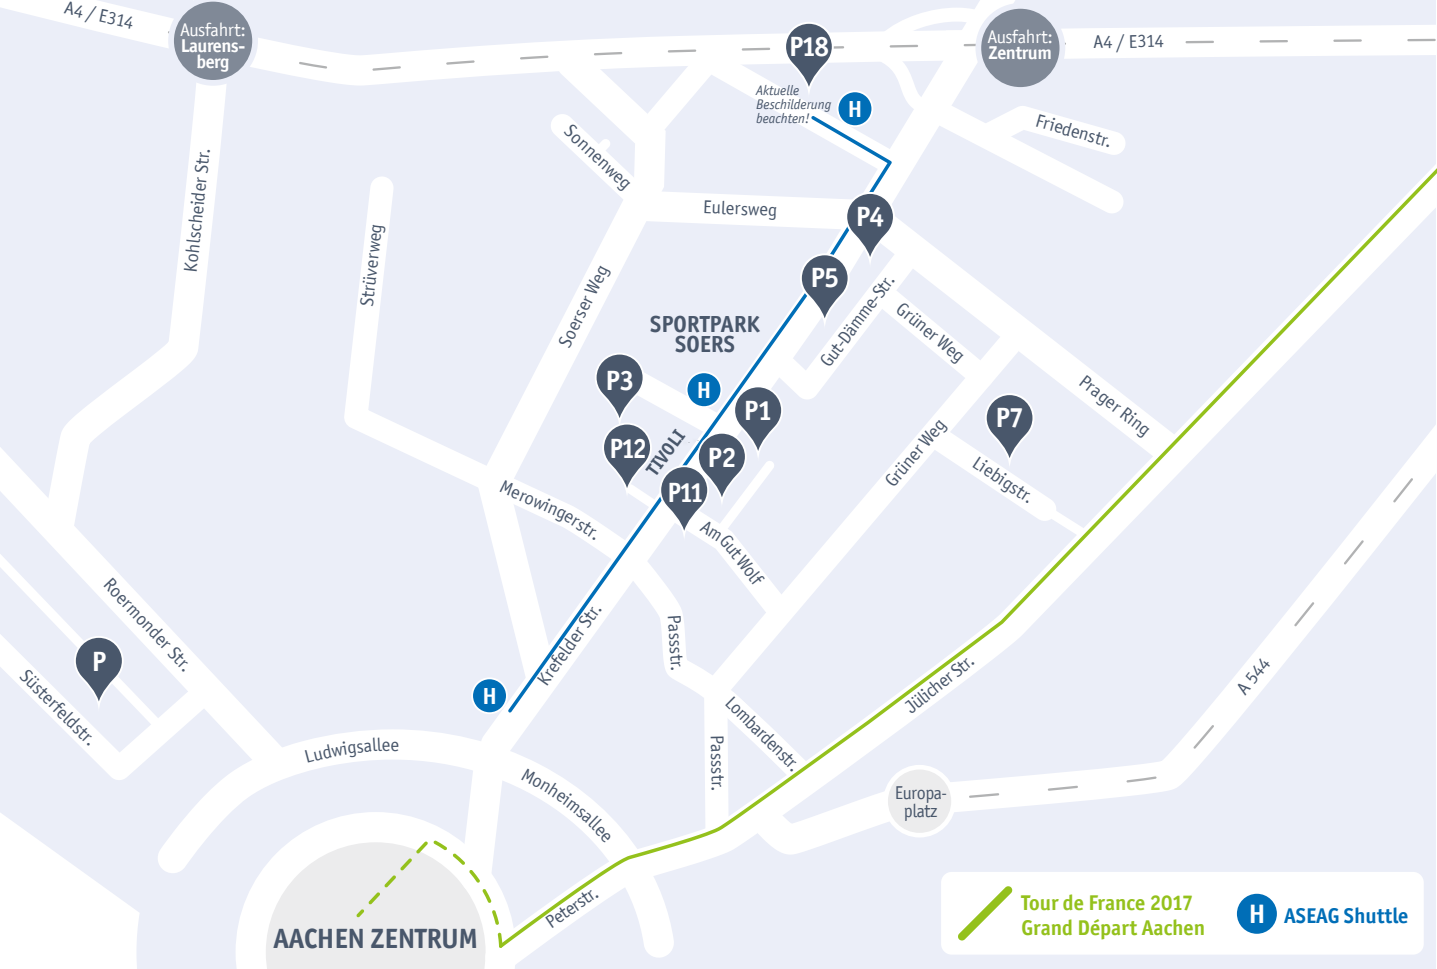 A4 / E314
Ausfahrt:
Laurens-
berg
P18
Ausfahrt:
Zentrum
A4 / E314
Aktuelle
Beschilderung
beachten!
H
Friedenstr.
Sonnenweg
Kohlscheider Str.
Eulersweg
P4
Strüverweg
P5
Soerser Weg
Gut-Dämme-Str.
Grüner Weg
SPORTPARK
SOERS
P3
H
P1
Prager Ring
P7
P12
TIVOLI
P2
Grüner Weg
Liebigstr.
P11
Merowingerstr.
Am Gut Wolf
Roermonder Str.
Krefelder Str.
Passstr.
P
H
Süsterfeldstr.
Jülicher Str.
A 544
Lombardenstr.
Ludwigsallee
Passstr.
Monheimsallee
Europa-
platz
Peterstr.
AACHEN ZENTRUM
Tour de France 2017
Grand Départ Aachen
H
ASEAG Shuttle